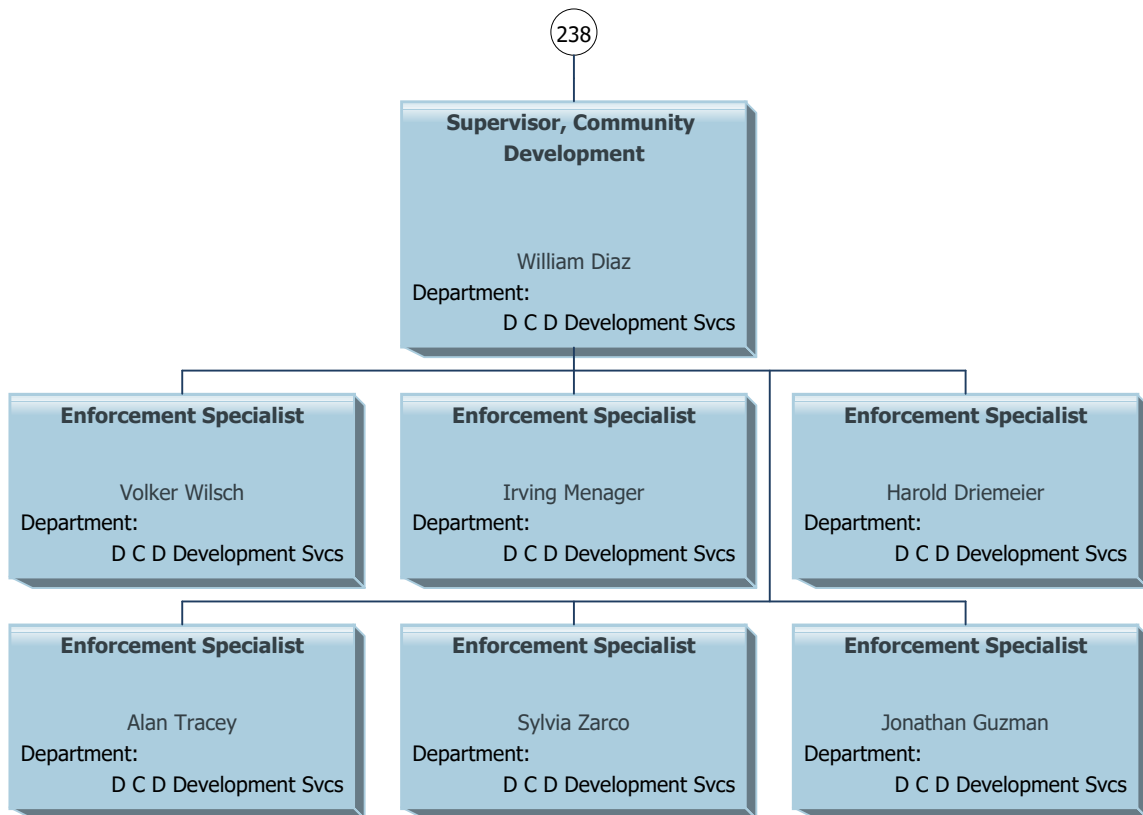 238
Supervisor, Community
Development
William Diaz
Department:
D C D Development Svcs
Enforcement Specialist
Volker Wilsch
Department:
D C D Development Svcs
Enforcement Specialist
Irving Menager
Department:
D C D Development Svcs
Enforcement Specialist
Harold Driemeier
Department:
D C D Development Svcs
Enforcement Specialist
Alan Tracey
Department:
D C D Development Svcs
Enforcement Specialist
Sylvia Zarco
Department:
D C D Development Svcs
Enforcement Specialist
Jonathan Guzman
Department:
D C D Development Svcs